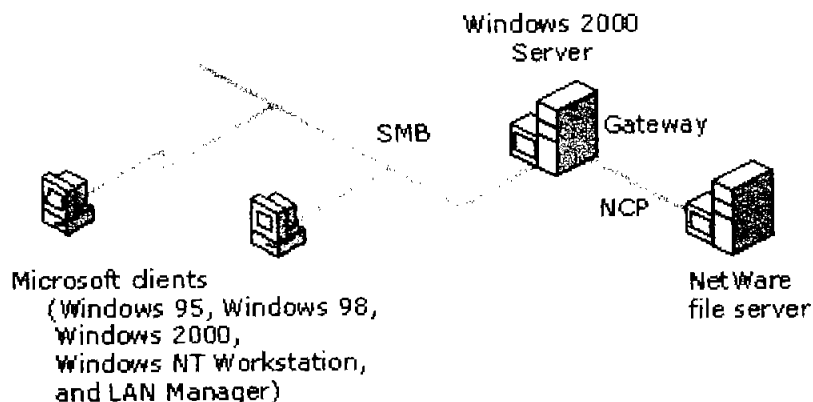 Windows 2000
Server
SMB
Gateway
NCP
Microsoft clients
(Windows 95, Windows 98,
Windows 2000,
Windows NT Workstation,
and LAN Manager)
NetWare
file server